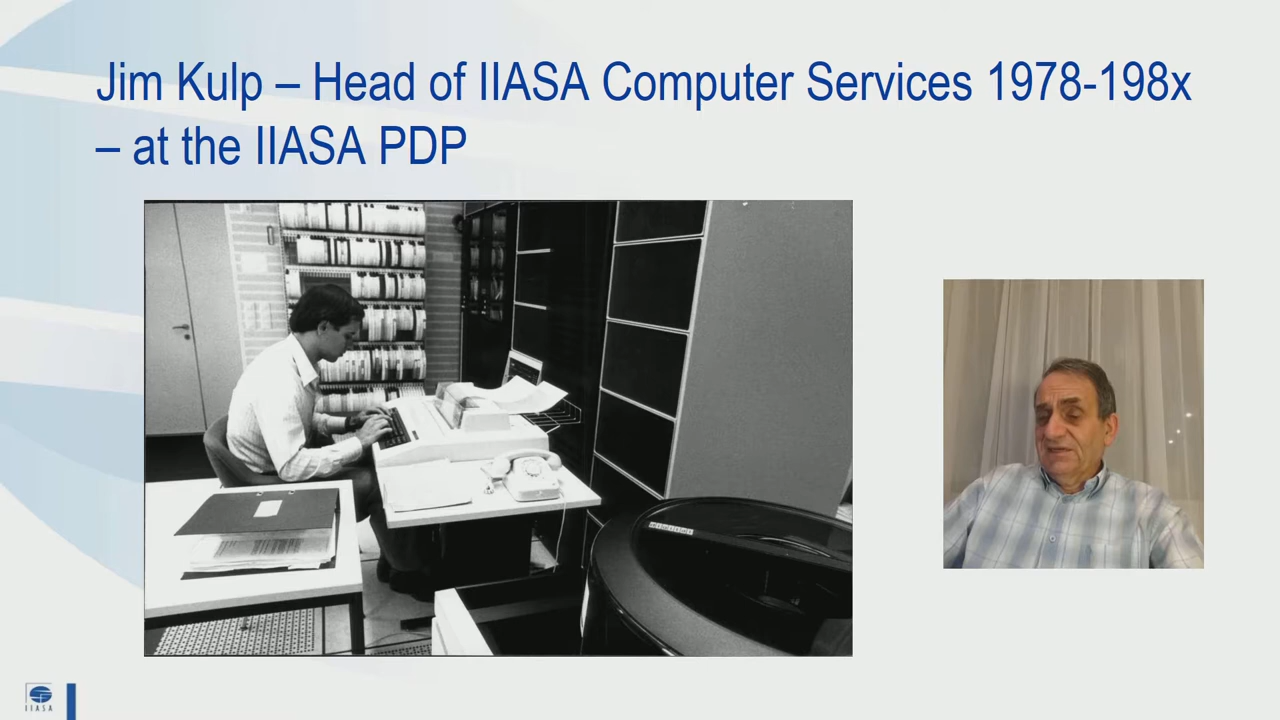 Jim Kulp – Head of IIASA Computer Services 1978-198x
– at the IIASA PDP
IIASA